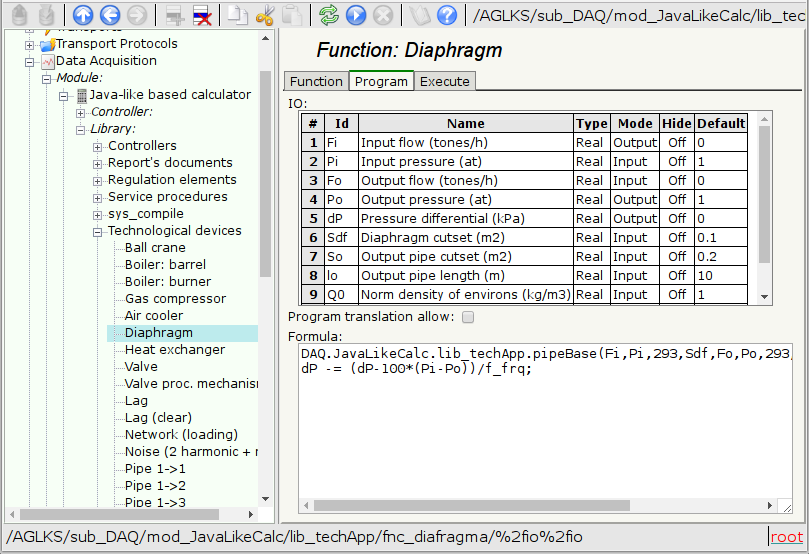 /AGLKS/sub_DAQ/mod_JavaLikeCalc/lib_tec
Transport Protocols
Data Acquisition
Module:
Java-like based calculator
Controller:
Library:
Controllers
Report's documents
Regulation elements
Service procedures
sys_compile
Technological devices
Ball crane
Boiler: barrel
Boiler: burner
Gas compressor
Air cooler
Diaphragm
Heat exchanger
Valve
Valve proc. mechanism
Lag
Lag (clear)
Network (loading)
Noise (2 harmonic +
Pipe 1->1
Pipe 1->2
Pipe 1->3
Function: Diaphragm
Function Program Execute
IO:
# Id Name Type Mode Hide Default
1 Fi Input flow (tones/h) Real Output Off 0
2 Pi Input pressure (at) Real Input Off 1
3 Fo Output flow (tones/h) Real Input Off 0
4 Po Output pressure (at) Real Output Off 1
5 dP Pressure differential (kPa) Real Output Off 0
6 Sdf Diaphragm cutset (m2) Real Input Off 0.1
7 So Output pipe cutset (m2) Real Input Off 0.2
8 lo Output pipe length (m) Real Input Off 10
9 Q0 Norm density of environs (kg/m3) Real Input Off 1
Program translation allow:
Formula:
DAQ.JavaLikeCalc.lib_techApp.pipeBase(Fi,Pi,293,Sdf,Fo,Po,293,
dP -= (dP-100*(Pi-Po))/f_frq;
/AGLKS/sub_DAQ/mod_JavaLikeCalc/lib_techApp/fnc_diafragma/%2fio%2fio
root